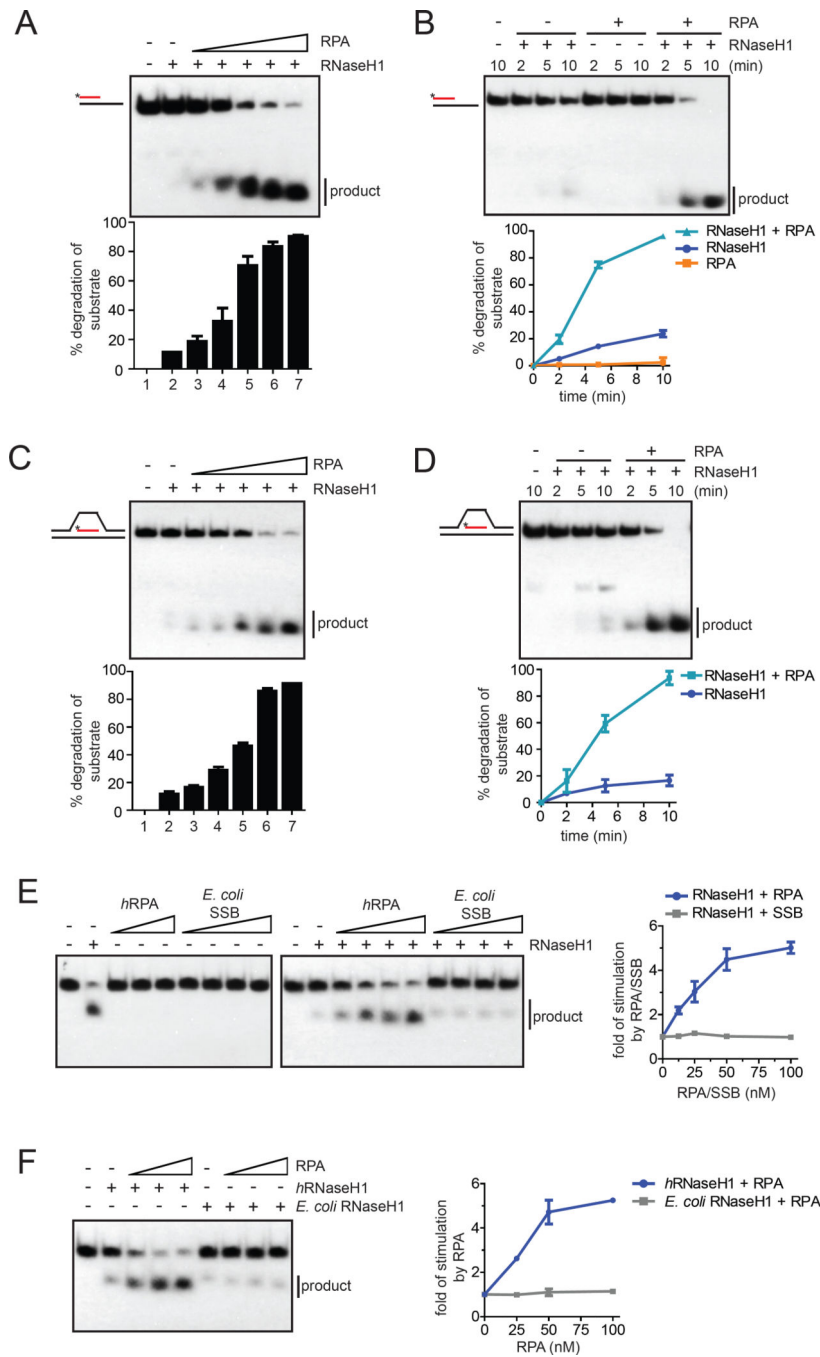 A
- - RPA
- + + + + + + RNaseH1
*
product
% degradation of
substrate
100
80
60
40
20
0
1 2 3 4 5 6 7
B
- - + + RPA
- + + + - - - + + + RNaseH1
10 2 5 10 2 5 10 2 5 10 (min)
*
product
% degradation of
substrate
100
80
60
40
20
0
0 2 4 6 8 10
time (min)
RNaseH1 + RPA
RNaseH1
RPA
C
- - RPA
- + + + + + + RNaseH1
*
product
% degradation of
substrate
100
80
60
40
20
0
1 2 3 4 5 6 7
D
- - + RPA
- + + + + + + RNaseH1
10 2 5 10 2 5 10 (min)
*
product
% degradation of
substrate
100
80
60
40
20
0
0 2 4 6 8 10
time (min)
RNaseH1 + RPA
RNaseH1
E
hRPA
E. coli
SSB
- -
- + - - - - - - -
hRPA
E. coli
SSB
- -
- + + + + + + + + + RNaseH1
product
RNaseH1 + RPA
RNaseH1 + SSB
fold of stimulation
by RPA/SSB
6
4
2
0
0 25 50 75 100
RPA/SSB (nM)
F
- - - RPA
- + + + + hRNaseH1
- + + + + E. coli RNaseH1
product
hRNaseH1 + RPA
E. coli RNaseH1 + RPA
fold of stimulation
by RPA
6
4
2
0
0 25 50 75 100
RPA (nM)